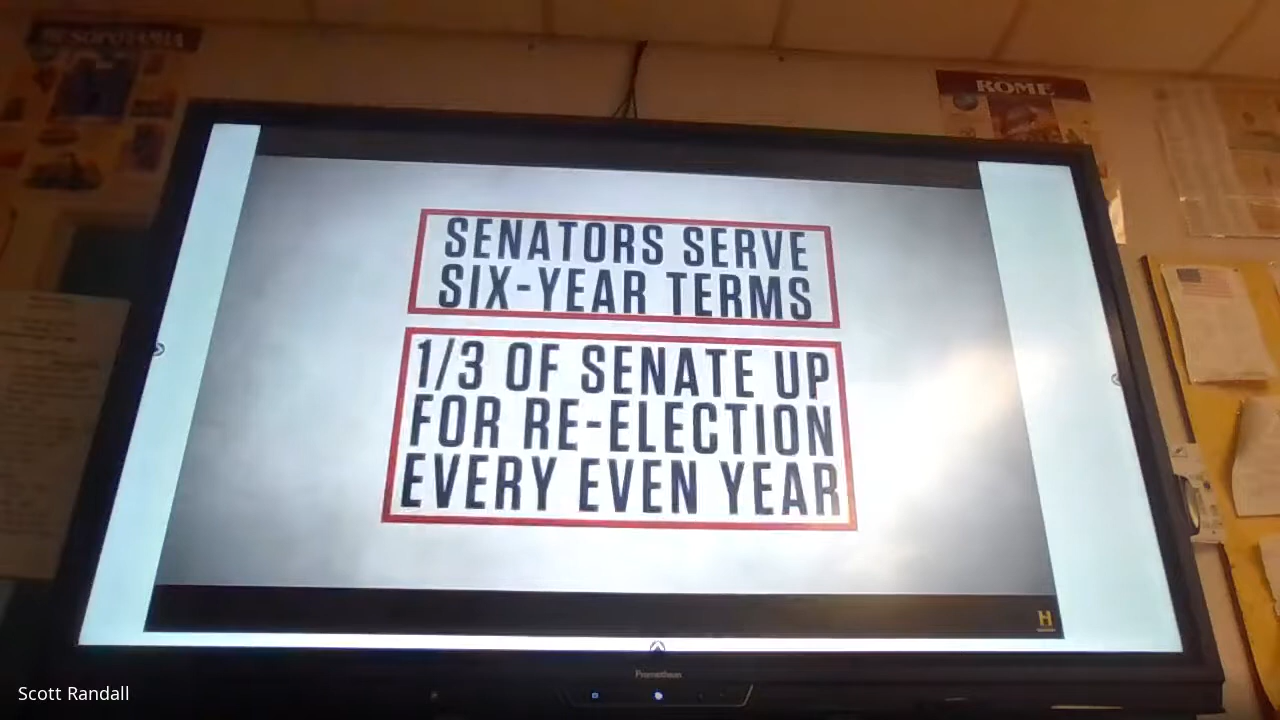 MESOPOTAMIA
ROME
SENATORS SERVE
SIX-YEAR TERMS
1/3 OF SENATE UP
FOR RE-ELECTION
EVERY EVEN YEAR
H
Promethean
Scott Randall